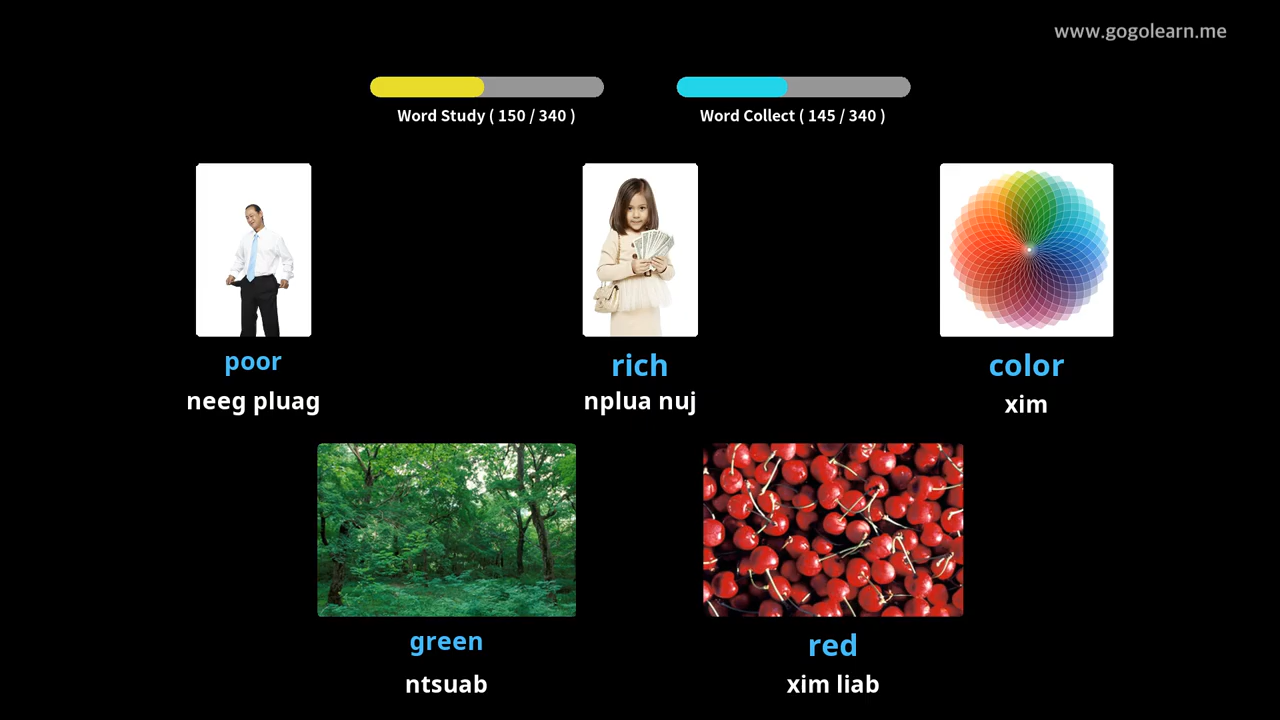 www.gogolearn.me
Word Study ( 150 / 340 )
Word Collect ( 145 / 340 )
poor
neeg pluag
rich
nplua nuj
color
xim
green
ntsuab
red
xim liab